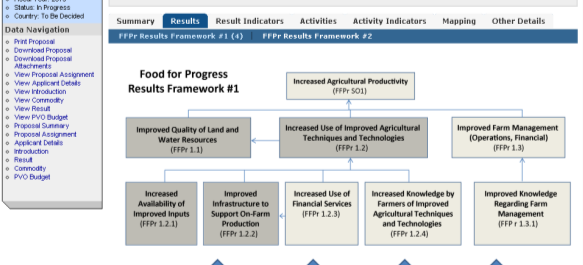 Status: In Progress
Country: To Be Decided
Data Navigation
Print Proposal
Download Proposal
Download Proposal
Attachments
View Proposal Assignment
View Applicant Details
View Introduction
View Commodity
View Result
View PVO Budget
Proposal Summary
Proposal Assignment
Applicant Details
Introduction
Result
Commodity
PVO Budget
Summary Results Result Indicators Activities Activity Indicators Mapping Other Details
FFPr Results Framework #1 (4) FFPr Results Framework #2
Food for Progress
Results Framework #1
Increased Agricultural Productivity
(FFPr SO1)
Improved Quality of Land and
Water Resources
(FFPr 1.1)
Increased Use of Improved Agricultural
Techniques and Technologies
(FFPr 1.2)
Improved Farm Management
(Operations, Financial)
(FFPr 1.3)
Increased
Availability of
Improved Inputs
(FFPr 1.2.1)
Improved
Infrastructure to
Support On-Farm
Production
(FFPr 1.2.2)
Increased Use of
Financial Services
(FFPr 1.2.3)
Increased Knowledge by
Farmers of Improved
Agricultural Techniques
and Technologies
(FFPr 1.2.4)
Improved Knowledge
Regarding Farm
Management
(FFP r 1.3.1)